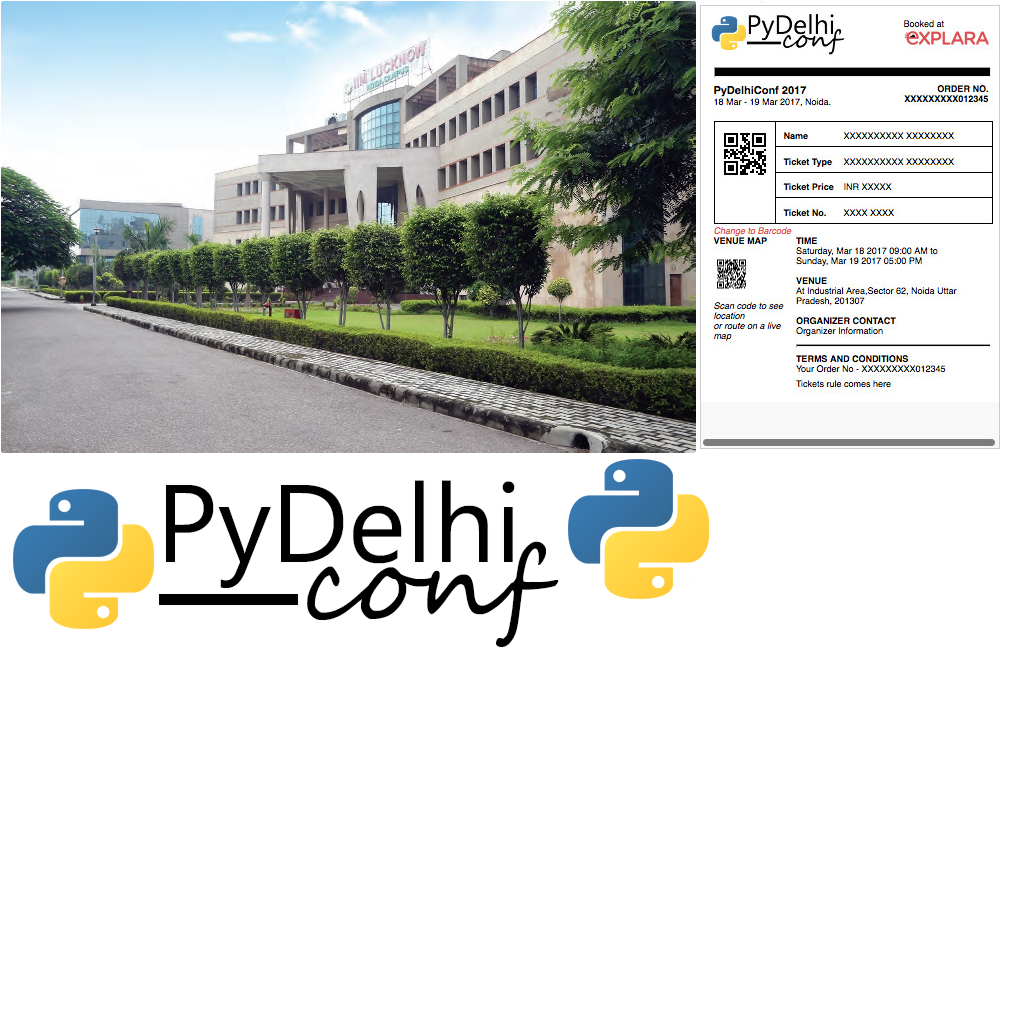 IIM LUCKNOW
NOIDA CAMPUS
PyDelhi
conf
Booked at
eXPLARA
PyDelhiConf 2017
18 Mar - 19 Mar 2017, Noida.
ORDER NO.
XXXXXXXXX012345
Name XXXXXXXXXX XXXXXXXX
Ticket Type XXXXXXXXXX XXXXXXXX
Ticket Price INR XXXXX
Ticket No. XXXX XXXX
Change to Barcode
VENUE MAP
Scan code to see
location
or route on a live
map
TIME
Saturday, Mar 18 2017 09:00 AM to
Sunday, Mar 19 2017 05:00 PM
VENUE
At Industrial Area,Sector 62, Noida Uttar
Pradesh, 201307
ORGANIZER CONTACT
Organizer Information
TERMS AND CONDITIONS
Your Order No - XXXXXXXXX012345
Tickets rule comes here
PyDelhi
conf